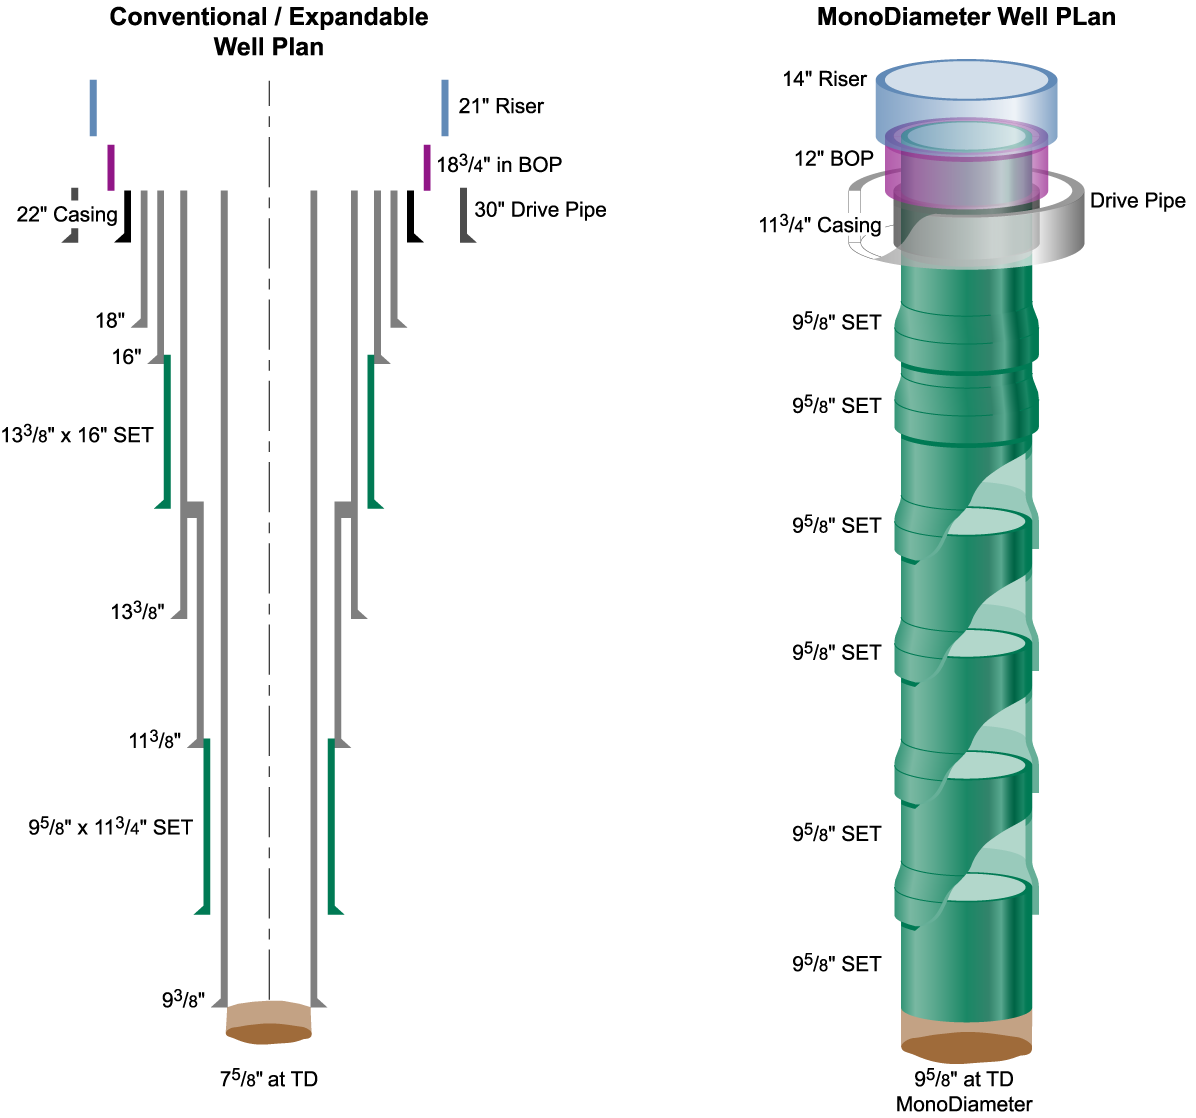 Conventional / Expandable
Well Plan
21" Riser
18 3/4" in BOP
22" Casing
30" Drive Pipe
18"
16"
13 3/8" x 16" SET
13 3/8"
11 3/8"
9 5/8" x 11 3/4" SET
9 3/8"
7 5/8" at TD
MonoDiameter Well PLan
14" Riser
12" BOP
Drive Pipe
11 3/4" Casing
9 5/8" SET
9 5/8" SET
9 5/8" SET
9 5/8" SET
9 5/8" SET
9 5/8" SET
9 5/8" at TD
MonoDiameter